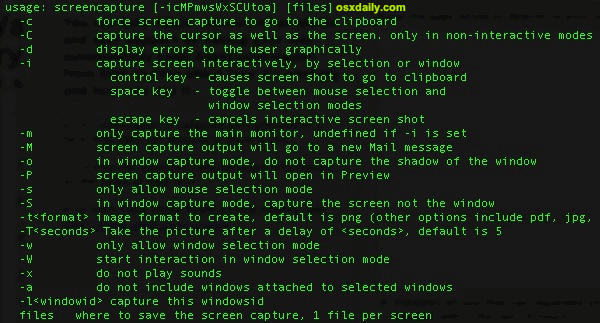 usage: screencapture [-icMPmwsWxSCUtoa] [files] osxdaily.com
-c force screen capture to go to the clipboard
-C capture the cursor as well as the screen. only in non-interactive modes
-d display errors to the user graphically
-i capture screen interactively, by selection or window
control key - causes screen shot to go to clipboard
space key - toggle between mouse selection and
window selection modes
escape key - cancels interactive screen shot
-m only capture the main monitor, undefined if -i is set
-M screen capture output will go to a new Mail message
-o in window capture mode, do not capture the shadow of the window
-P screen capture output will open in Preview
-s only allow mouse selection mode
-S in window capture mode, capture the screen not the window
-t<format> image format to create, default is png (other options include pdf, jpg,
-T<seconds> Take the picture after a delay of <seconds>, default is 5
-w only allow window selection mode
-W start interaction in window selection mode
-x do not play sounds
-a do not include windows attached to selected windows
-l<windowid> capture this windowsid
files where to save the screen capture, 1 file per screen